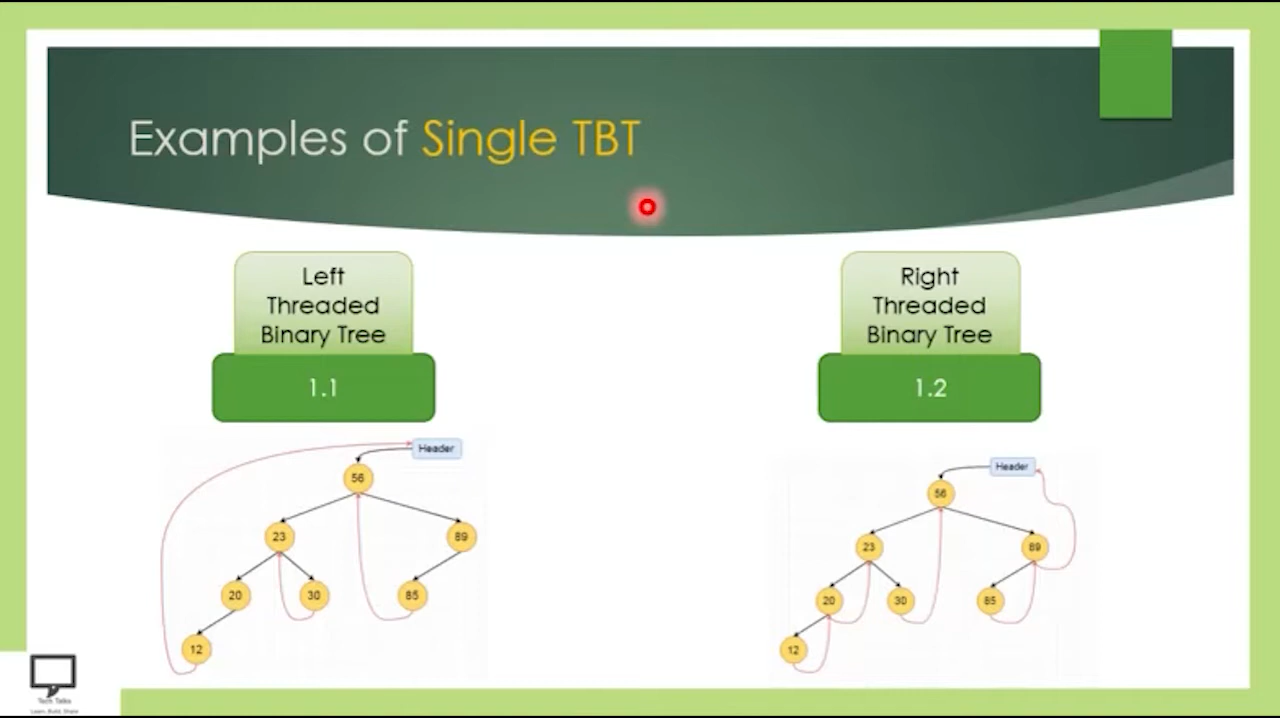 Examples of Single TBT
Left
Threaded
Binary Tree
1.1
Right
Threaded
Binary Tree
1.2
Header
56
23
89
20
30
85
12
Header
56
23
89
20
30
85
12
Tech Talks
Learn, Build, Share